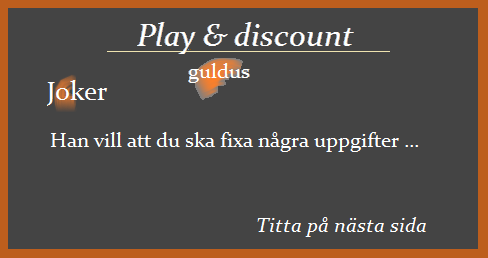 Play & discount
guldus
Joker
Han vill att du ska fixa några uppgifter ...
Titta på nästa sida